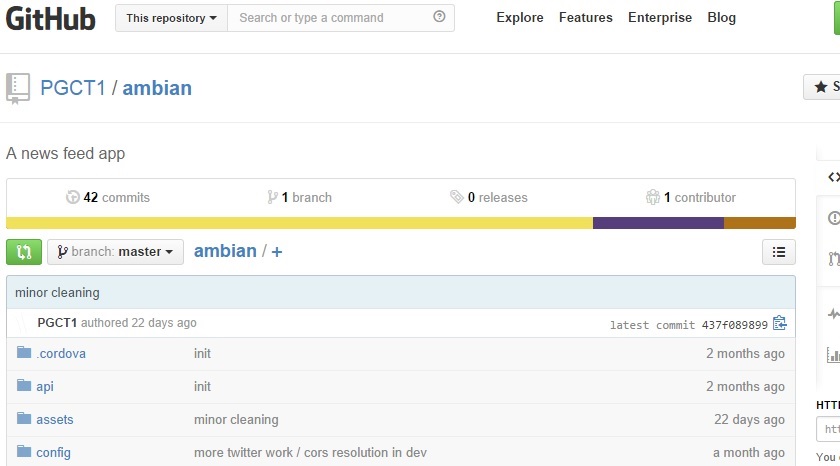 GitHub This repository Search or type a command Explore Features Enterprise Blog
PGCT1 / ambian
A news feed app
42 commits 1 branch 0 releases 1 contributor
branch: master ambian / +
minor cleaning
PGCT1 authored 22 days ago latest commit 437f089899
.cordova init 2 months ago
api init 2 months ago
assets minor cleaning 22 days ago
HTT
config more twitter work / cors resolution in dev a month ago
You